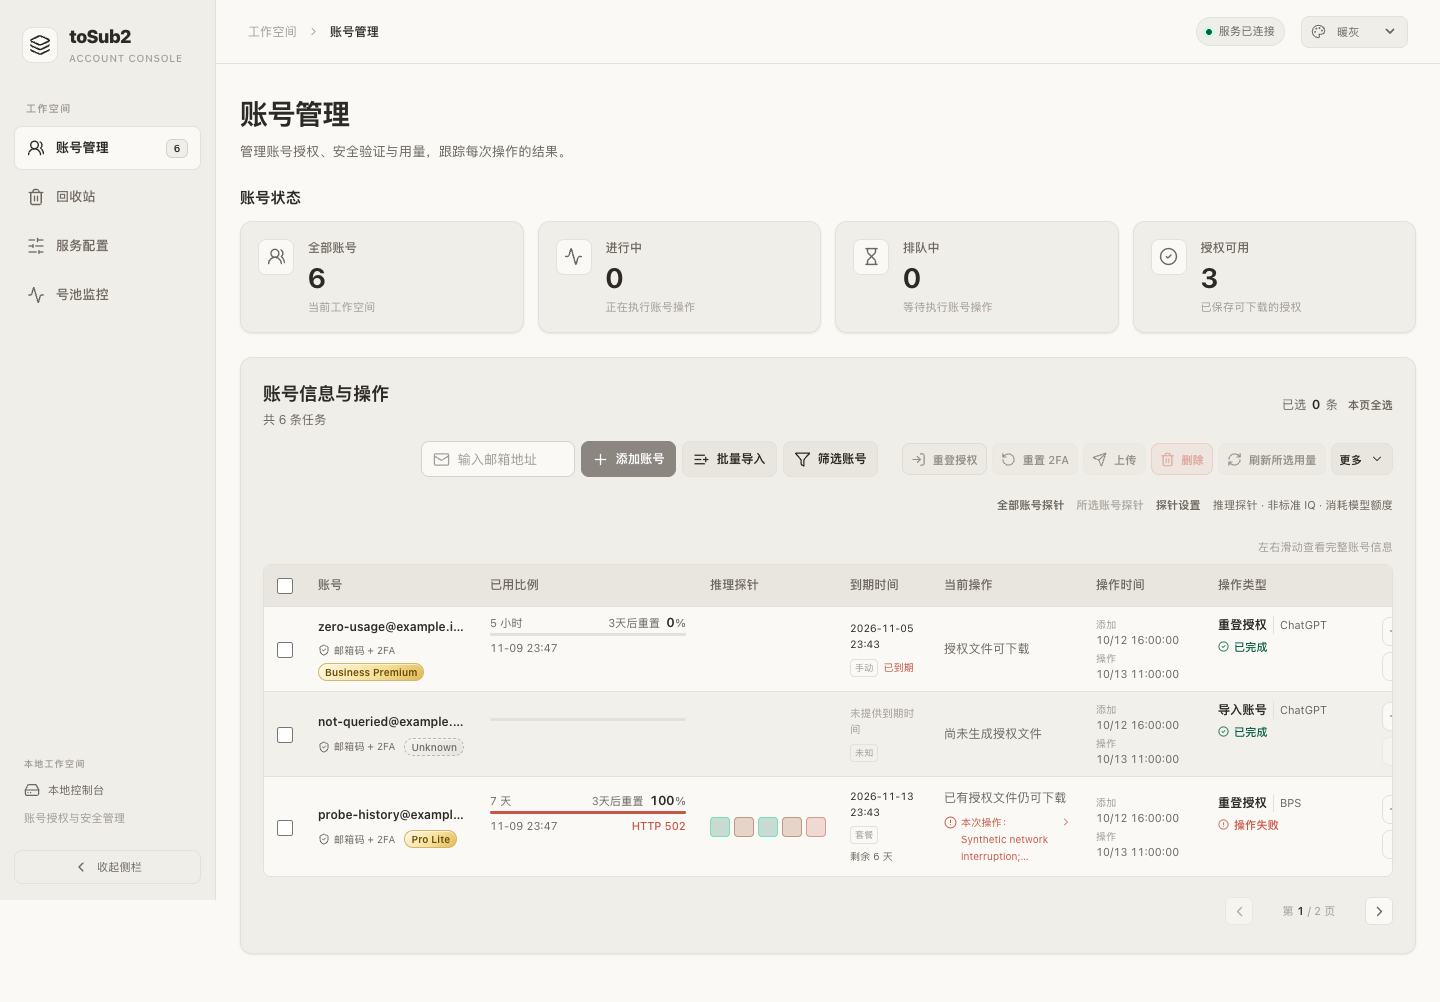 toSub2
ACCOUNT CONSOLE
工作空间
账号管理
6
回收站
服务配置
号池监控
本地工作空间
本地控制台
账号授权与安全管理
收起侧栏
工作空间 账号管理
服务已连接
暖灰
账号管理
管理账号授权、安全验证与用量，跟踪每次操作的结果。
账号状态
全部账号
6
当前工作空间
进行中
0
正在执行账号操作
排队中
0
等待执行账号操作
授权可用
3
已保存可下载的授权
账号信息与操作
共 6 条任务
已选 0 条 本页全选
输入邮箱地址 添加账号 批量导入 筛选账号 重登授权 重置 2FA 上传 删除 刷新所选用量 更多
全部账号探针 所选账号探针 探针设置 推理探针 · 非标准 IQ · 消耗模型额度
左右滑动查看完整账号信息
账号 已用比例 推理探针 到期时间 当前操作 操作时间 操作类型
zero-usage@example.i...
邮箱码 + 2FA
Business Premium
5 小时 3天后重置 0%
11-09 23:47
2026-11-05
23:43
手动 已到期
授权文件可下载
添加
10/12 16:00:00
操作
10/13 11:00:00
重登授权 ChatGPT
已完成
not-queried@example....
邮箱码 + 2FA Unknown
未提供到期时
间
未知
尚未生成授权文件
添加
10/12 16:00:00
操作
10/13 11:00:00
导入账号 ChatGPT
已完成
probe-history@exampl...
邮箱码 + 2FA Pro Lite
7 天 3天后重置 100%
11-09 23:47 HTTP 502
2026-11-13
23:43
套餐
剩余 6 天
已有授权文件仍可下载
本次操作：
Synthetic network
interruption;...
添加
10/12 16:00:00
操作
10/13 11:00:00
重登授权 BPS
操作失败
第 1 / 2 页